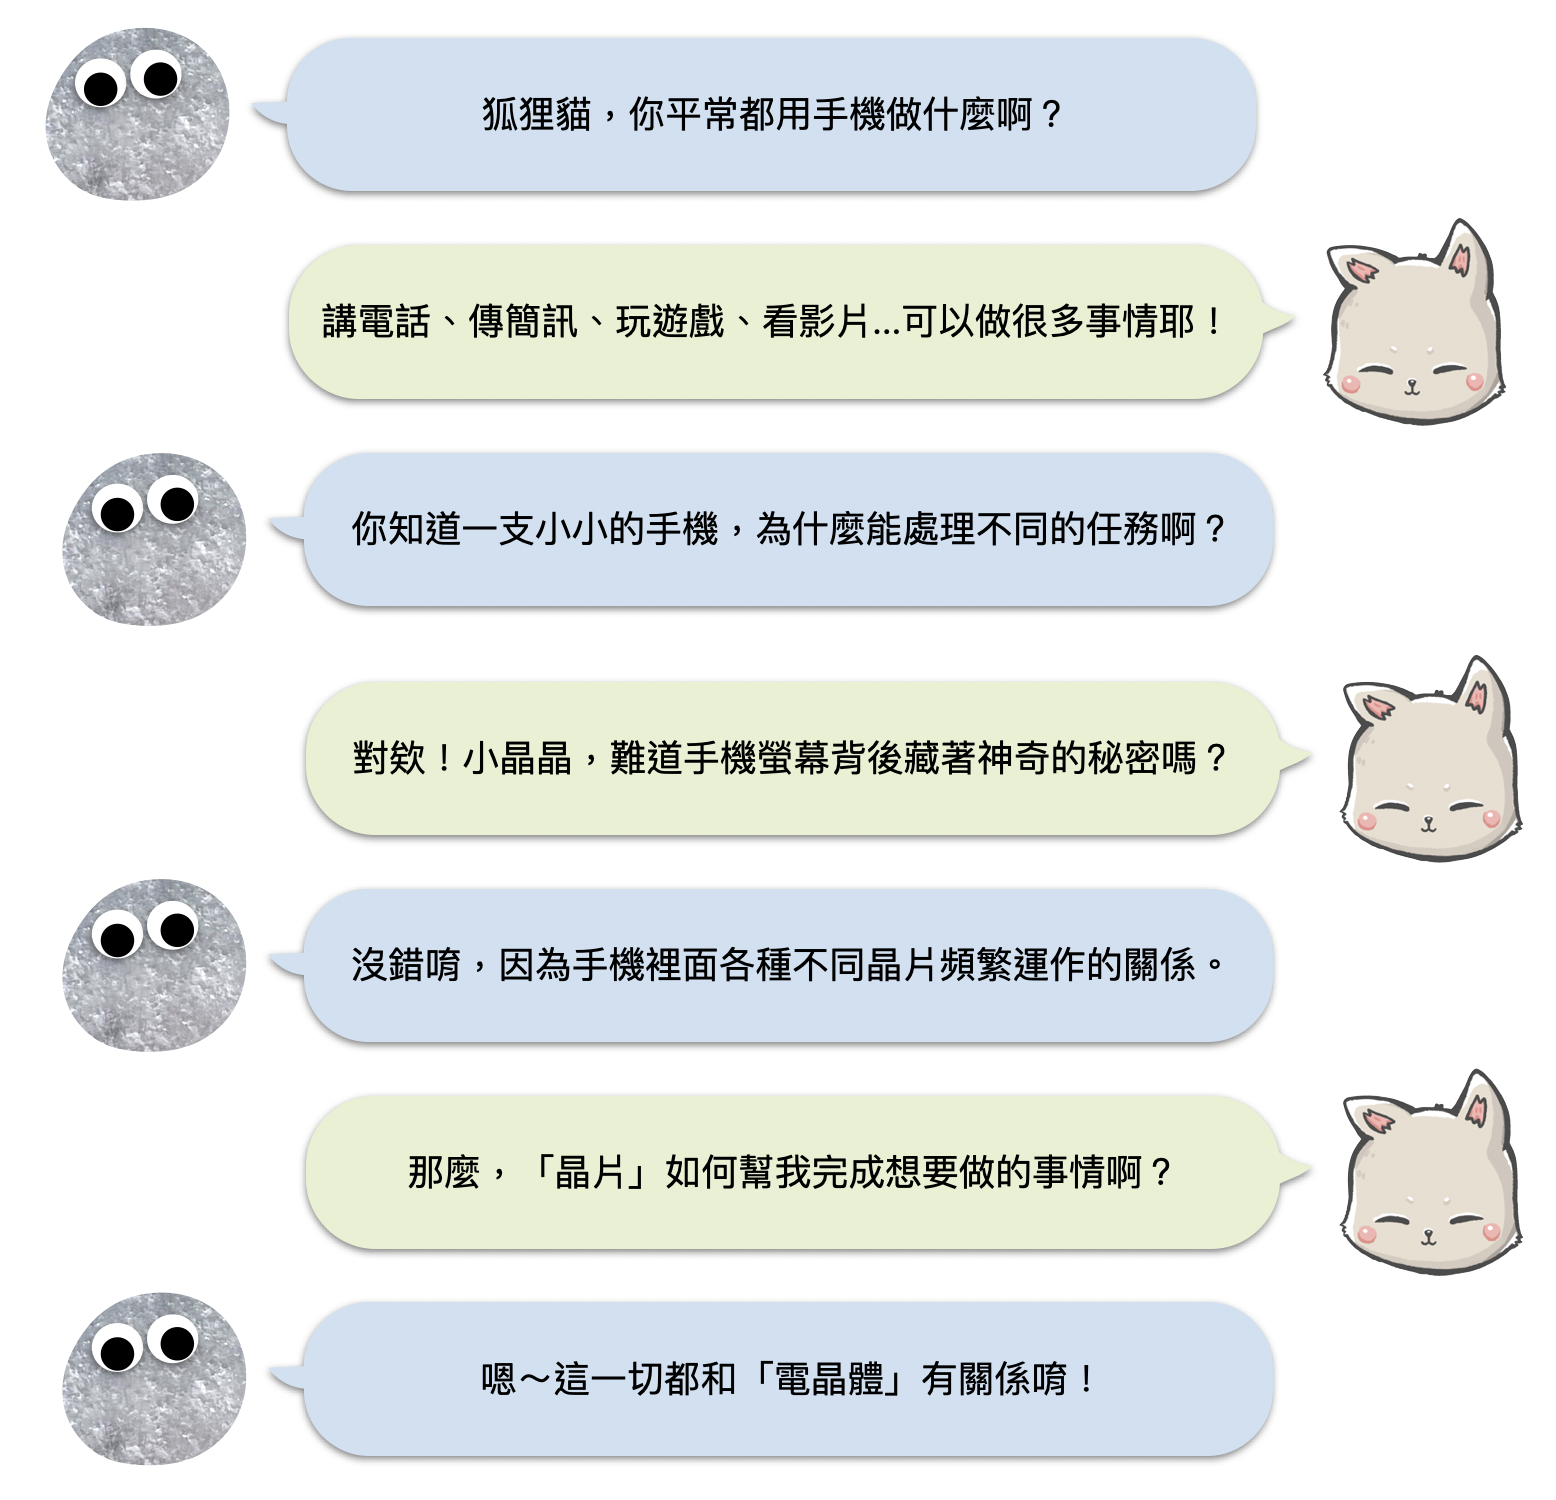 狐狸貓，你平常都用手機做什麼啊？
講電話、傳簡訊、玩遊戲、看影片...可以做很多事情耶！
你知道一支小小的手機，為什麼能處理不同的任務啊？
對欸！小晶晶，難道手機螢幕背後藏著神奇的秘密嗎？
沒錯唷，因為手機裡面各種不同晶片頻繁運作的關係。
那麼，「晶片」如何幫我完成想要做的事情啊？
嗯～這一切都和「電晶體」有關係唷！